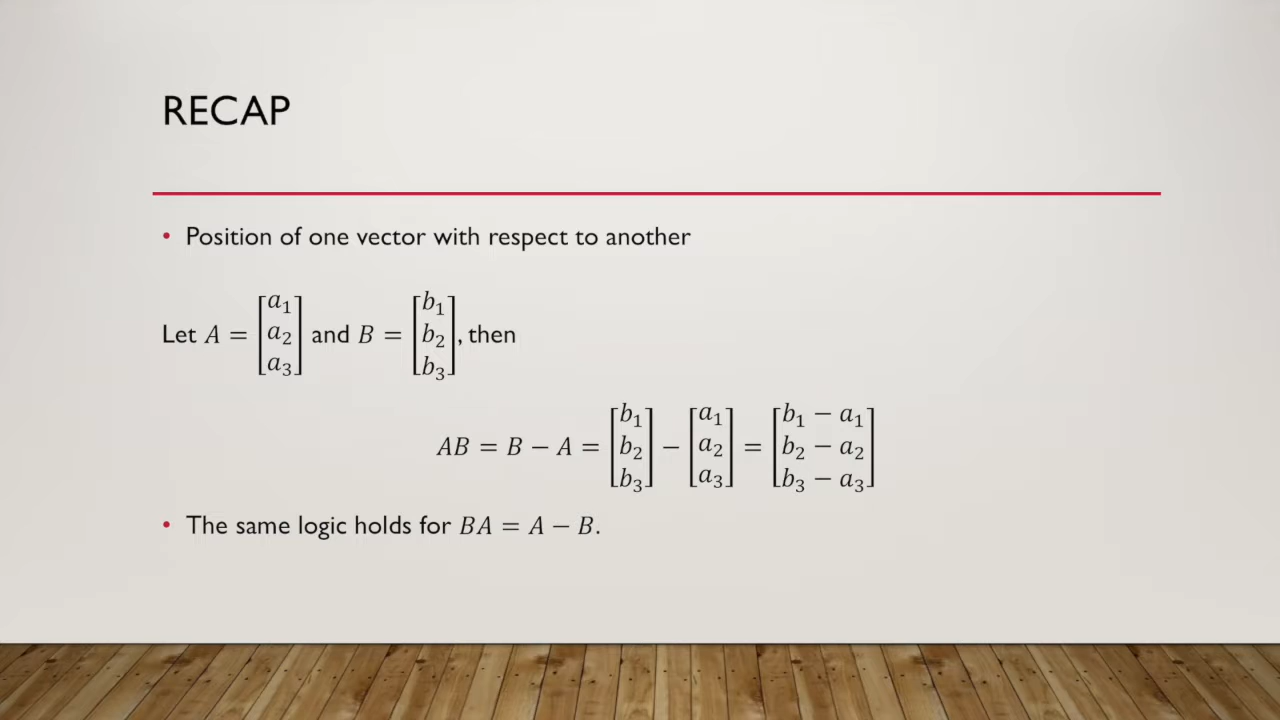 RECAP
• Position of one vector with respect to another
Let A = [a₁ a₂ a₃] and B = [b₁ b₂ b₃], then
AB = B − A = [b₁ b₂ b₃] − [a₁ a₂ a₃] = [b₁ − a₁ b₂ − a₂ b₃ − a₃]
• The same logic holds for BA = A − B.